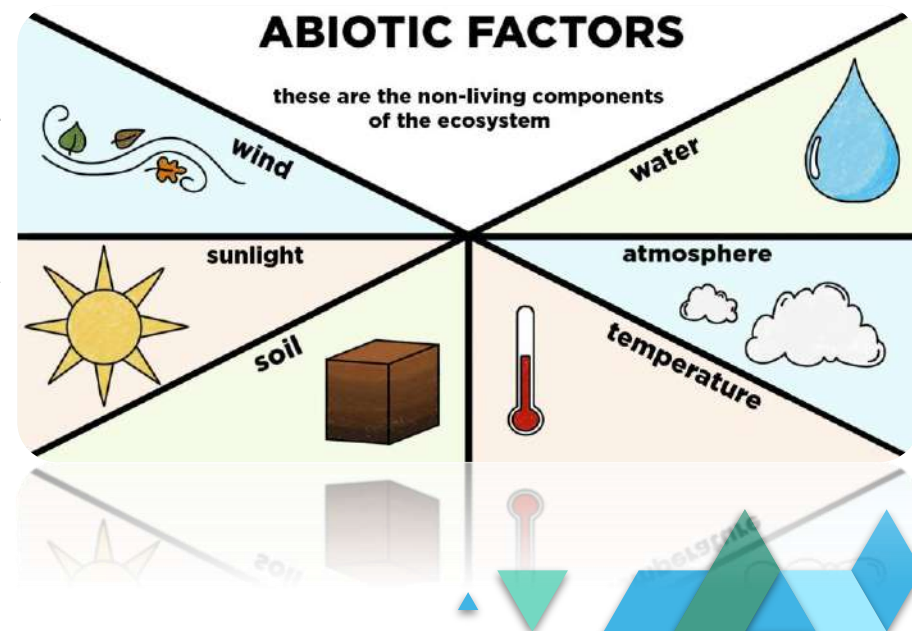 ABIOTIC FACTORS
these are the non-living components
of the ecosystem
wind
water
sunlight
atmosphere
soil
temperature